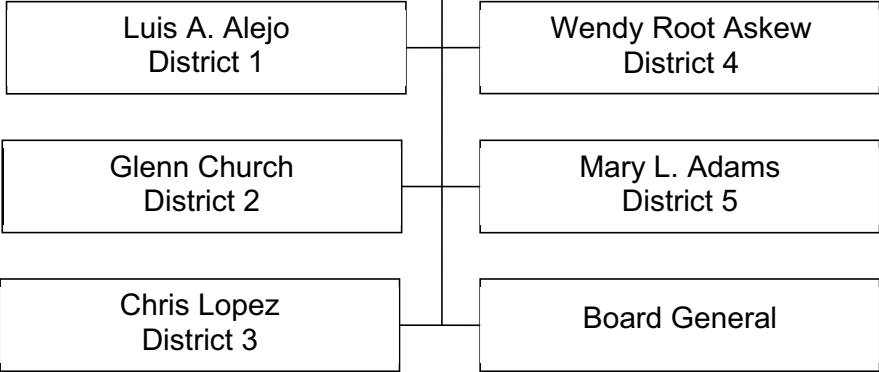 Luis A. Alejo
District 1
Wendy Root Askew
District 4
Glenn Church
District 2
Mary L. Adams
District 5
Chris Lopez
District 3
Board General